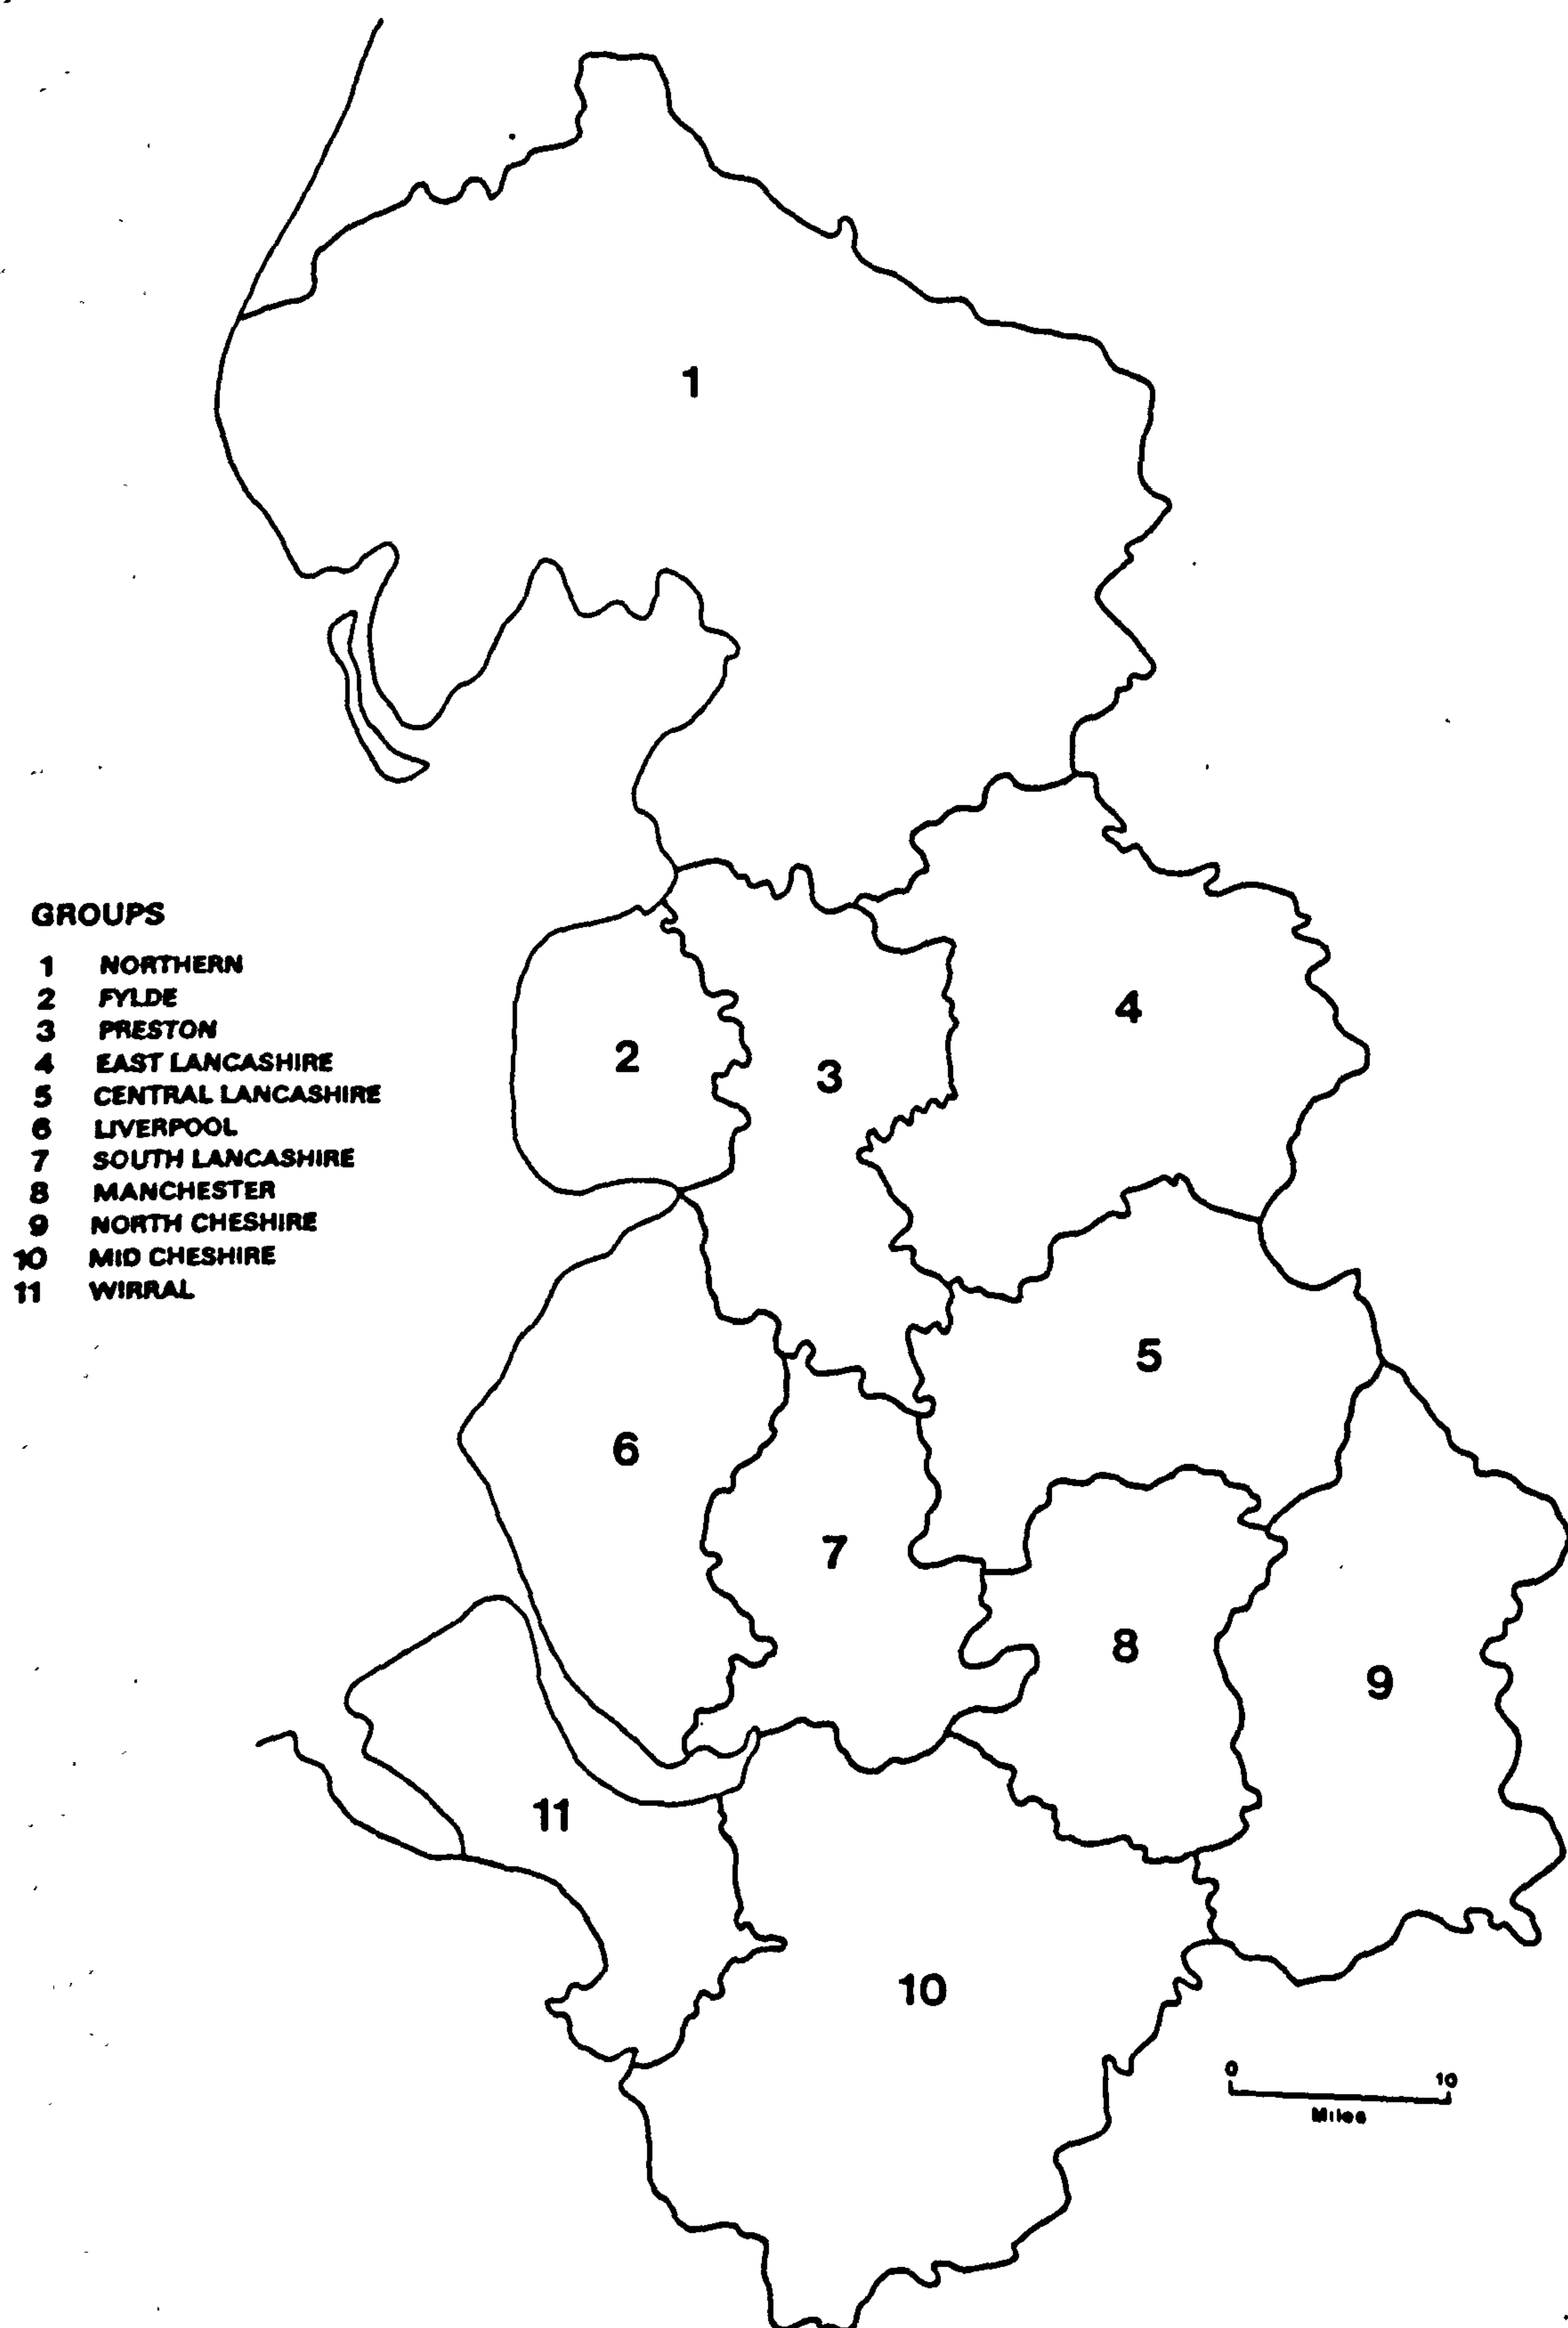 1
GROUPS
1 NORTHERN
2 FYLDE
3 PRESTON
4 EAST LANCASHIRE
5 CENTRAL LANCASHIRE
6 LIVERPOOL
7 SOUTH LANCASHIRE
8 MANCHESTER
9 NORTH CHESHIRE
10 MID CHESHIRE
11 WIRRAL
4
2
3
5
6
7
8
9
11
10
0 10
Miles